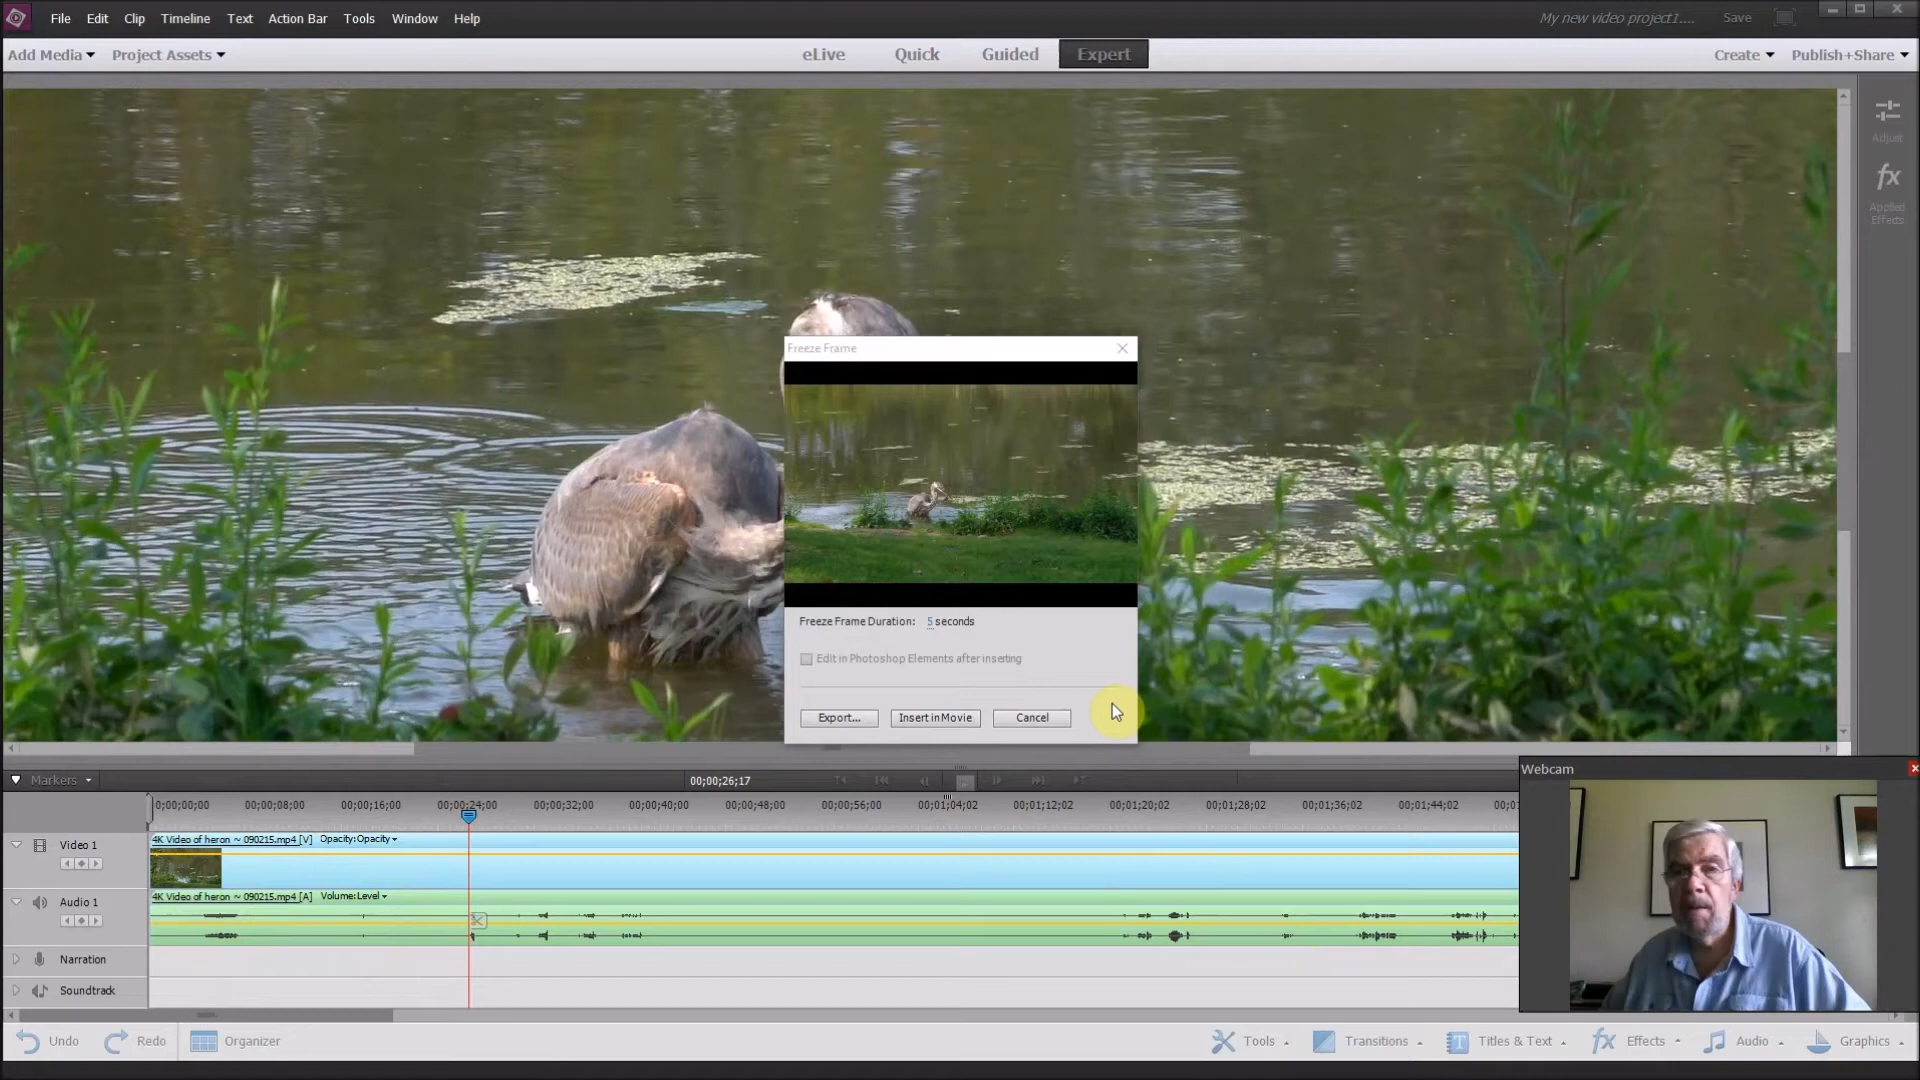 File Edit Clip Timeline Text Action Bar Tools Window Help My new video project1.... Save
Add Media Project Assets eLive Quick Guided Expert Create Publish+Share
Adjust
fx
Applied
Effects
Freeze Frame
Freeze Frame Duration: 5 seconds
Edit in Photoshop Elements after inserting
Export... Insert in Movie Cancel
Markers 00;00;26;17
0;00;00;00 00;00;08;00 00;00;16;00 00;00;24;00 00;00;32;00 00;00;40;00 00;00;48;00 00;00;56;00 00;01;04;02 00;01;12;02 00;01;20;02 00;01;28;02 00;01;36;02 00;01;44;02 00;0
Webcam
Video 1 4K Video of heron ~ 090215.mp4 [V] Opacity:Opacity
Audio 1 4K Video of heron ~ 090215.mp4 [A] Volume:Level
Narration
Soundtrack
Undo Redo Organizer Tools Transitions T Titles & Text fx Effects Audio Graphics